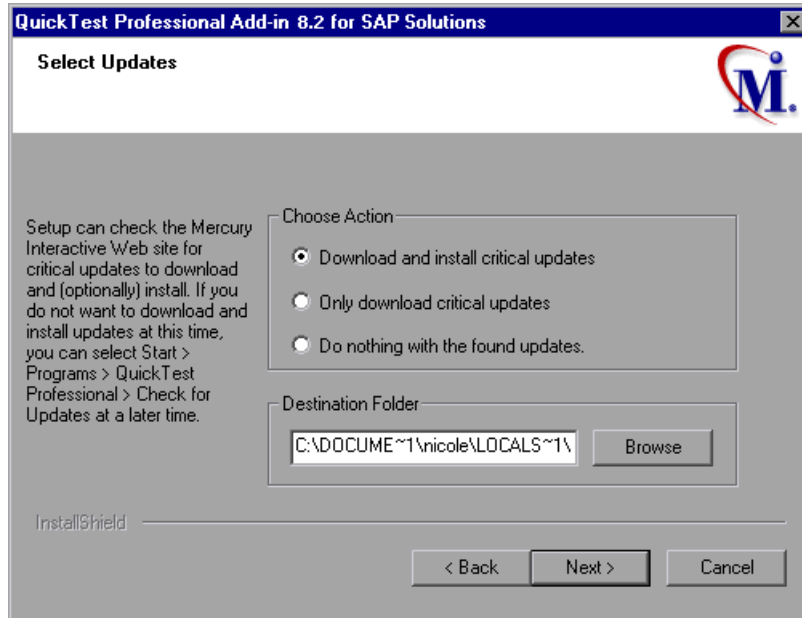 QuickTest Professional Add-in 8.2 for SAP Solutions
Select Updates
M.
Setup can check the Mercury
Interactive Web site for
critical updates to download
and (optionally) install. If you
do not want to download and
install updates at this time,
you can select Start >
Programs > QuickTest
Professional > Check for
Updates at a later time.
Choose Action
Download and install critical updates
Only download critical updates
Do nothing with the found updates.
Destination Folder
C:\DOCUME~1\nicole\LOCALS~1\
Browse
InstallShield
< Back
Next >
Cancel